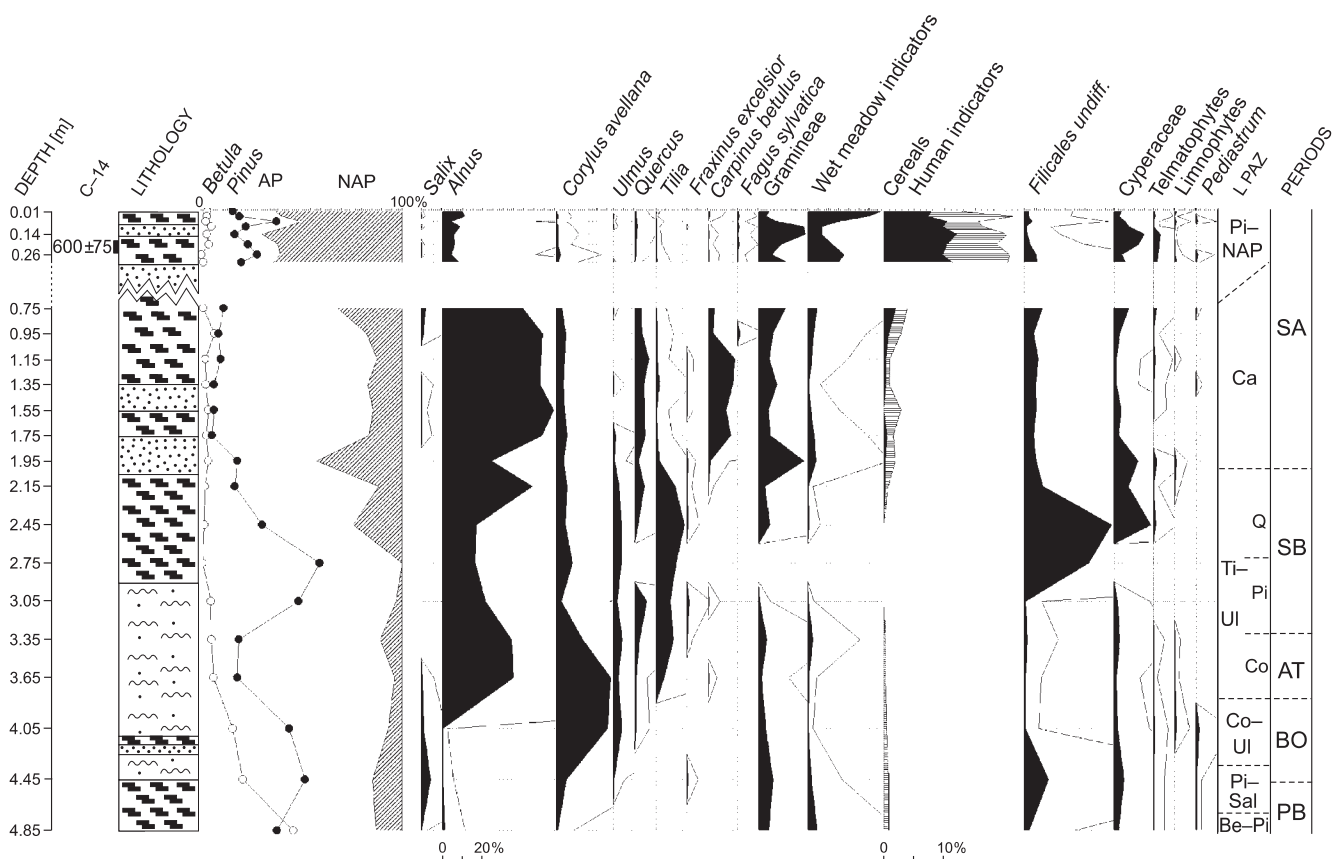 DEPTH [m]
C–14
LITHOLOGY
Betula
Pinus
AP
NAP
Salix
Alnus
Corylus avellana
Ulmus
Quercus
Tilia
Fraxinus excelsior
Carpinus betulus
Fagus sylvatica
Gramineae
Wet meadow indicators
Cereals
Human indicators
Filicales undiff.
Cyperaceae
Telmatophytes
Limnophytes
Pediastrum
LPAZ
PERIODS
0
100%
0.01
0.14
600±75
0.26
0.75
0.95
1.15
1.35
1.55
1.75
1.95
2.15
2.45
2.75
3.05
3.35
3.65
4.05
4.45
4.85
Pi–
NAP
Ca
Q
Ti–
Pi
Ul
Co
Co–
Ul
Pi–
Sal
Be–Pi
SA
SB
AT
BO
PB
0 20%
0 10%